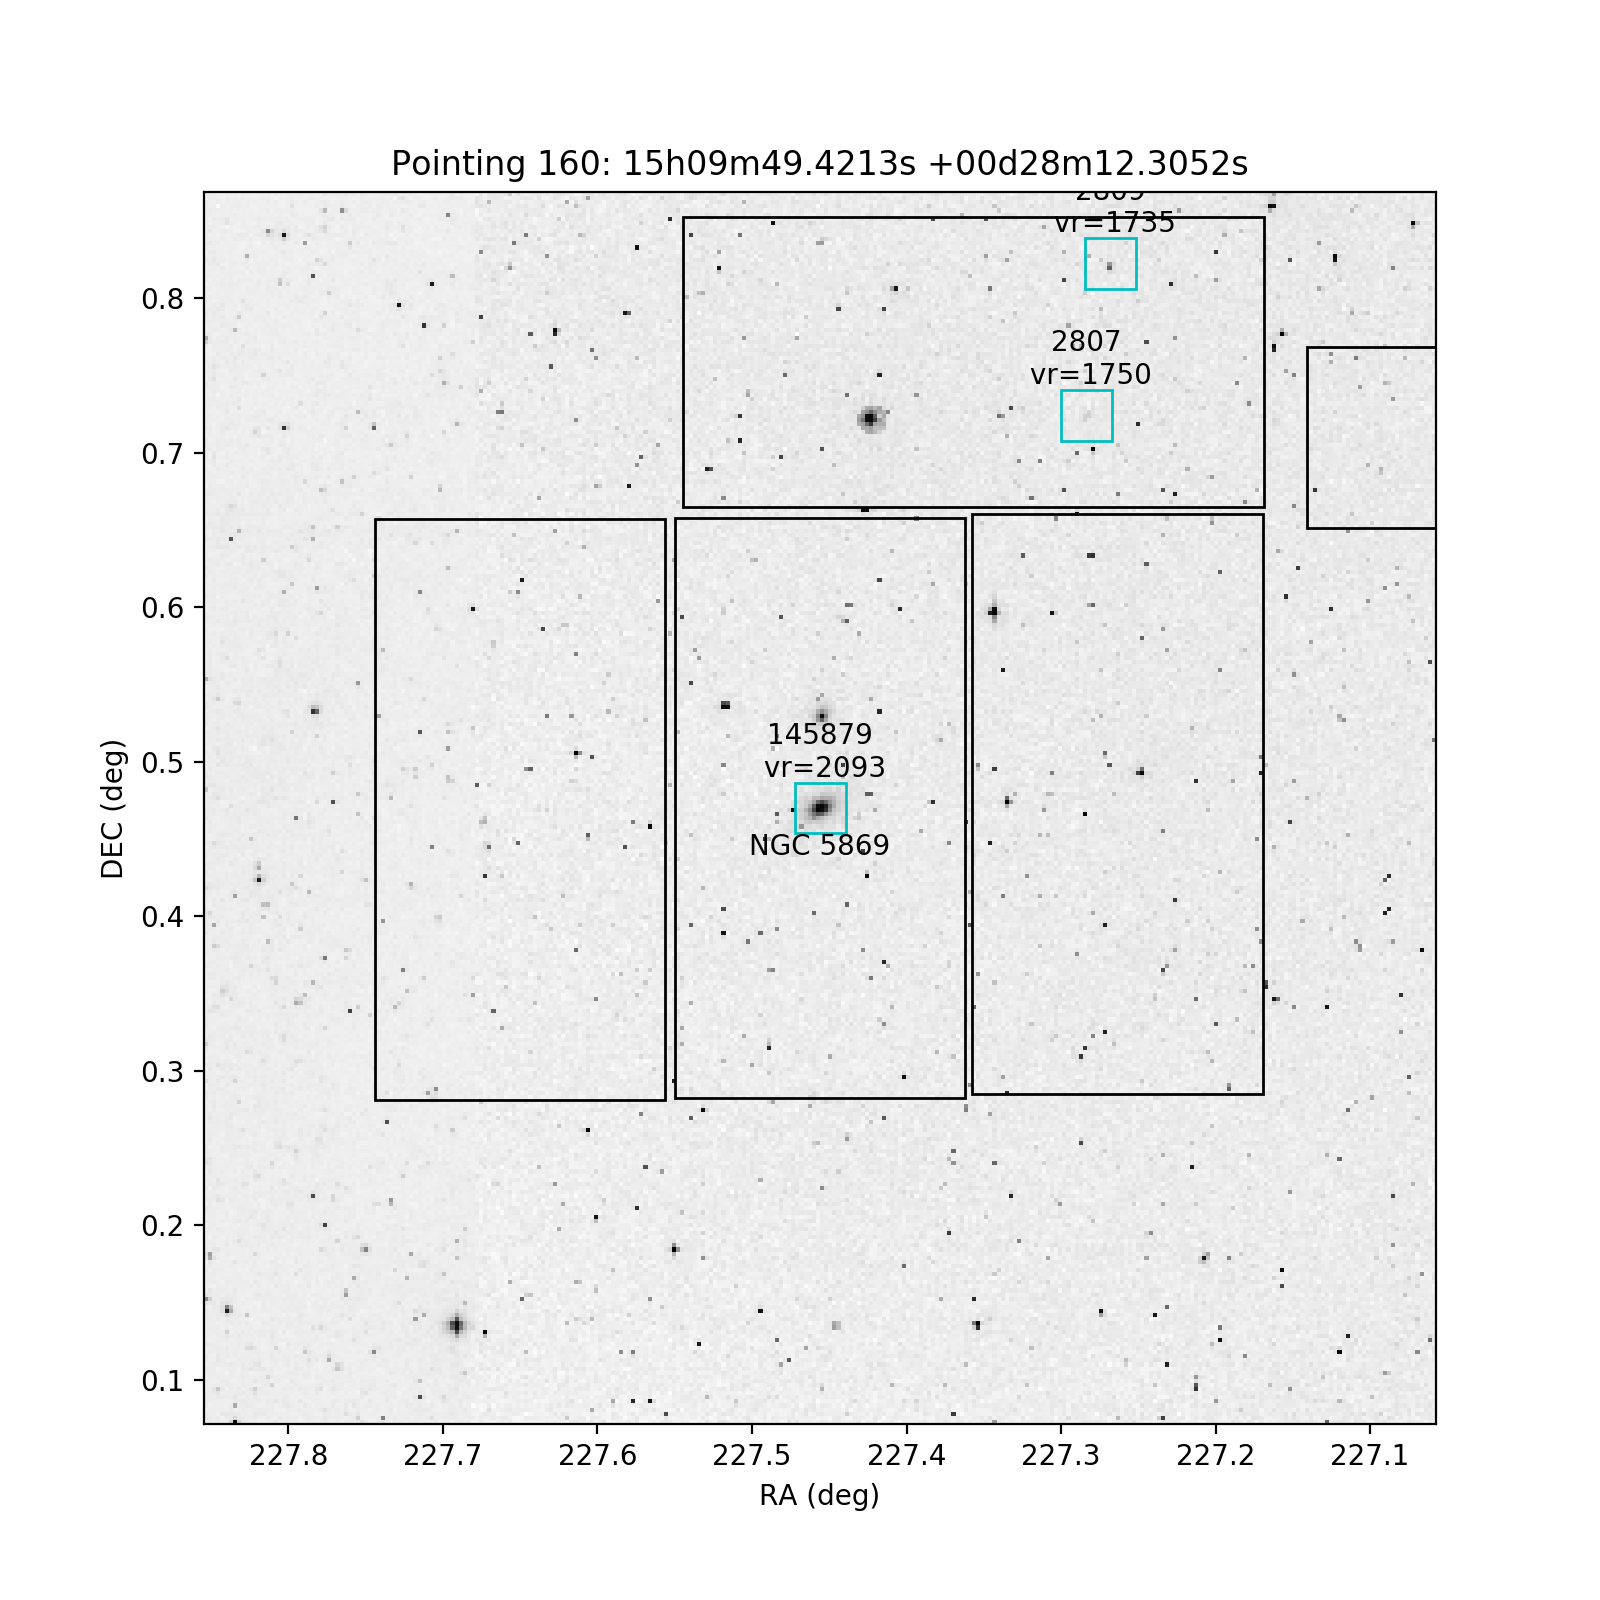 Pointing 160: 15h09m49.4213s +00d28m12.3052s
2809
vr=1735
2807
vr=1750
145879
vr=2093
NGC 5869
DEC (deg)
0.8
0.7
0.6
0.5
0.4
0.3
0.2
0.1
227.8 227.7 227.6 227.5 227.4 227.3 227.2 227.1
RA (deg)